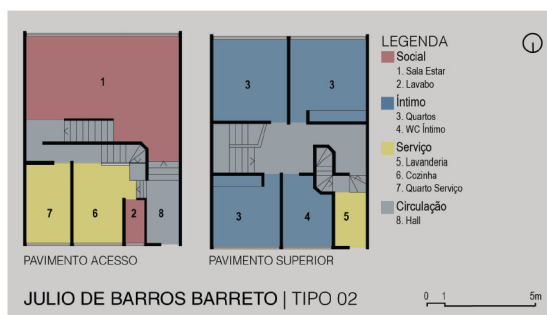 LEGENDA
Social
1. Sala Estar
2. Lavabo
Íntimo
3. Quartos
4. WC Íntimo
Serviço
5. Lavanderia
6. Cozinha
7. Quarto Serviço
Circulação
8. Hall
1
7
6
2
8
3
3
3
4
5
PAVIMENTO ACESSO
PAVIMENTO SUPERIOR
JULIO DE BARROS BARRETO | TIPO 02
0 1 5m